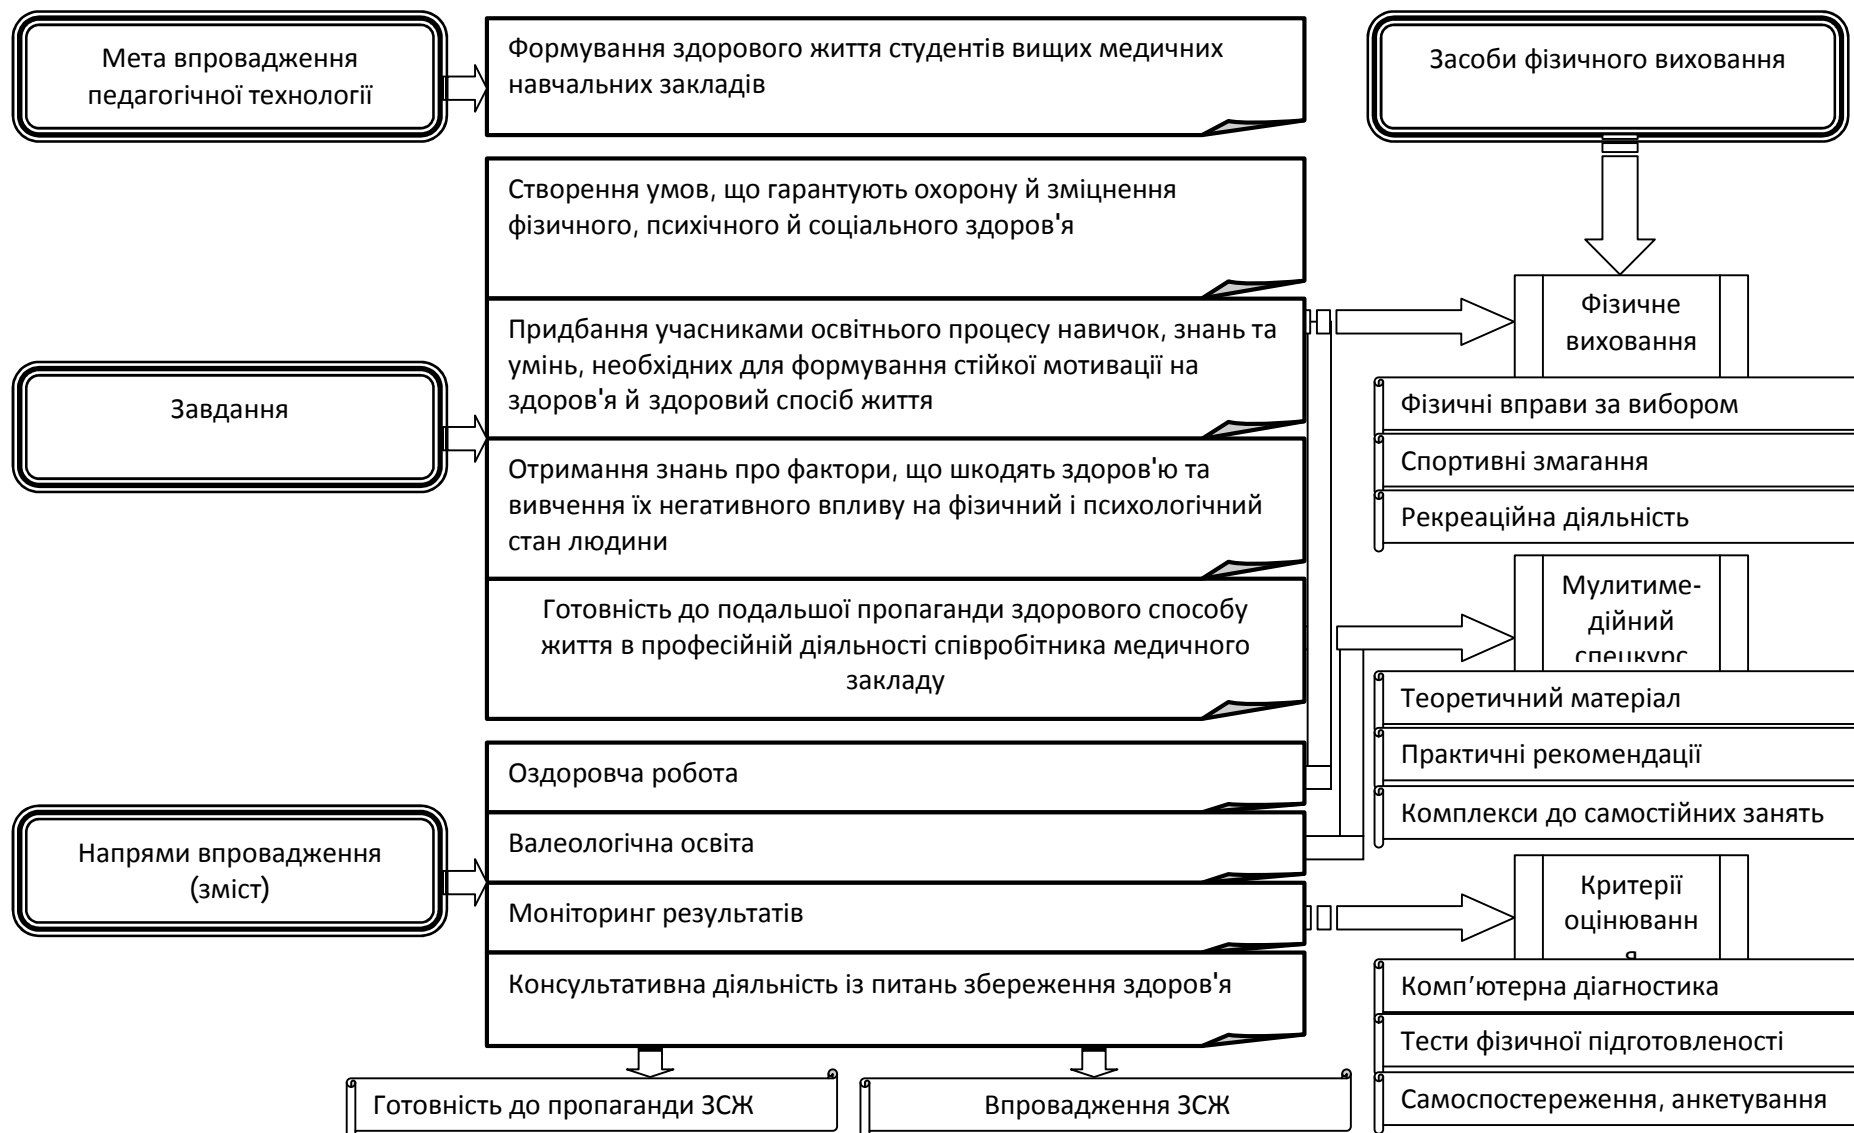 Мета впровадження
педагогічної технології
Формування здорового життя студентів вищих медичних
навчальних закладів
Засоби фізичного виховання
Завдання
Створення умов, що гарантують охорону й зміцнення
фізичного, психічного й соціального здоров'я
Придбання учасниками освітнього процесу навичок, знань та
умінь, необхідних для формування стійкої мотивації на
здоров'я й здоровий спосіб життя
Отримання знань про фактори, що шкодять здоров'ю та
вивчення їх негативного впливу на фізичний і психологічний
стан людини
Готовність до подальшої пропаганди здорового способу
життя в професійній діяльності співробітника медичного
закладу
Напрями впровадження
(зміст)
Оздоровча робота
Валеологічна освіта
Моніторинг результатів
Консультативна діяльність із питань збереження здоров'я
Готовність до пропаганди ЗСЖ
Впровадження ЗСЖ
Фізичне
виховання
Фізичні вправи за вибором
Спортивні змагання
Рекреаційна діяльність
Мулитиме-
дійний
спецкурс
Теоретичний матеріал
Практичні рекомендації
Комплекси до самостійних занять
Критерії
оцінюванн
я
Комп’ютерна діагностика
Тести фізичної підготовленості
Самоспостереження, анкетування